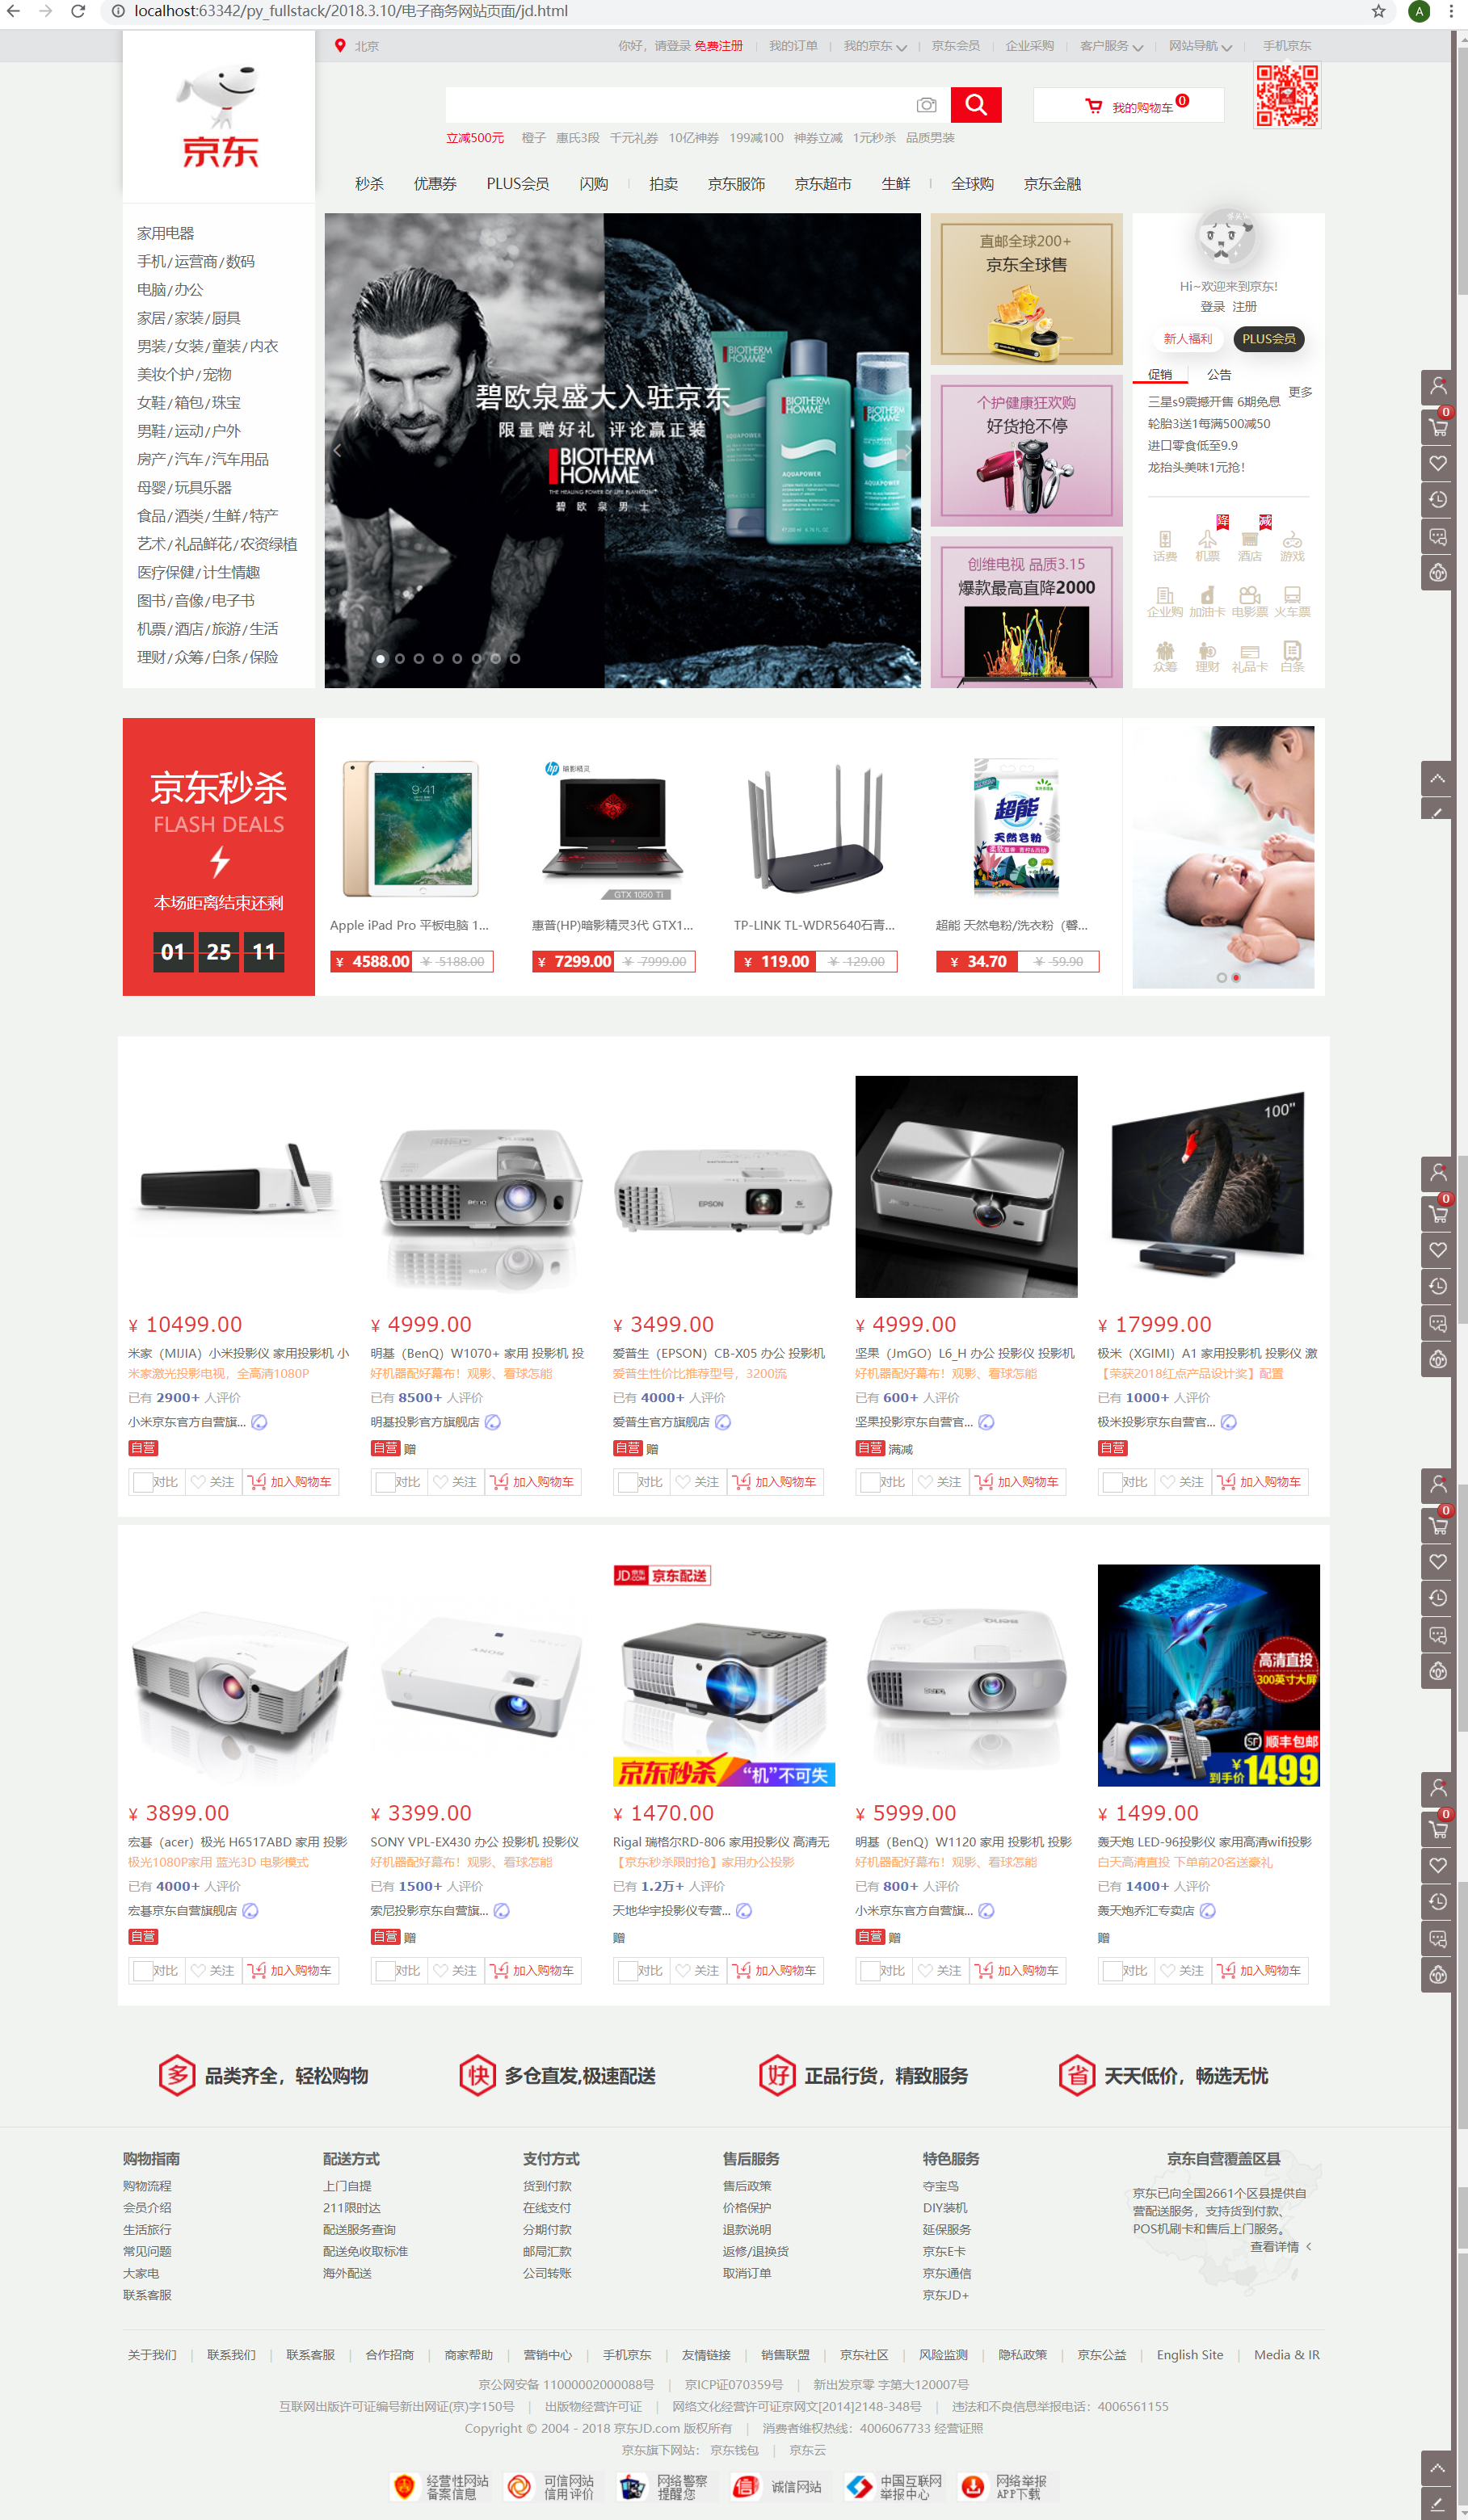 localhost:63342/py_fullstack/2018.3.10/电子商务网站页面/jd.html
A
北京
你好，请登录 免费注册 | 我的订单 | 我的京东 | 京东会员 | 企业采购 | 客户服务 | 网站导航 | 手机京东
京东
我的购物车 0
立减500元 橙子 惠氏3段 千元礼券 10亿神券 199减100 神券立减 1元秒杀 品质男装
秒杀 优惠券 PLUS会员 闪购 | 拍卖 京东服饰 京东超市 生鲜 | 全球购 京东金融
家用电器
手机/运营商/数码
电脑/办公
家居/家装/厨具
男装/女装/童装/内衣
美妆个护/宠物
女鞋/箱包/珠宝
男鞋/运动/户外
房产/汽车/汽车用品
母婴/玩具乐器
食品/酒类/生鲜/特产
艺术/礼品鲜花/农资绿植
医疗保健/计生情趣
图书/音像/电子书
机票/酒店/旅游/生活
理财/众筹/白条/保险
碧欧泉盛大入驻京东
限量赠好礼 评论赢正装
BIOTHERM
HOMME
THE HEALING POWER OF LIFE PLANKTON
碧欧泉男士
BIOTHERM
HOMME
AQUAPOWER
BIOTHERM
HOMME
AQUAPOWER
BIOTHERM
HOMME
AQUAPOWER
直邮全球200+
京东全球售
个护健康狂欢购
好货抢不停
创维电视 品质3.15
爆款最高直降2000
Hi~欢迎来到京东!
登录 注册
新人福利 PLUS会员
促销 公告
更多
三星s9震撼开售 6期免息
轮胎3送1每满500减50
进口零食低至9.9
龙抬头美味1元抢!
降 减
话费 机票 酒店 游戏
企业购 加油卡 电影票 火车票
众筹 理财 礼品卡 白条
0
京东秒杀
FLASH DEALS
本场距离结束还剩
01 25 11
9:41
hp 暗影精灵
GTX 1050 Ti
超能
天然皂粉
Apple iPad Pro 平板电脑 1...
¥ 4588.00 ¥ 5188.00
惠普(HP)暗影精灵3代 GTX1...
¥ 7299.00 ¥ 7999.00
TP-LINK TL-WDR5640石青...
¥ 119.00 ¥ 129.00
超能 天然皂粉/洗衣粉（馨...
¥ 34.70 ¥ 59.90
BenQ
EPSON
100"
¥ 10499.00
米家（MIJIA）小米投影仪 家用投影机 小
米家激光投影电视，全高清1080P
已有 2900+ 人评价
小米京东官方自营旗...
自营
对比 关注 加入购物车
¥ 4999.00
明基（BenQ）W1070+ 家用 投影机 投
好机器配好幕布！观影、看球怎能
已有 8500+ 人评价
明基投影官方旗舰店
自营 赠
对比 关注 加入购物车
¥ 3499.00
爱普生（EPSON）CB-X05 办公 投影机
爱普生性价比推荐型号，3200流
已有 4000+ 人评价
爱普生官方旗舰店
自营 赠
对比 关注 加入购物车
¥ 4999.00
坚果（JmGO）L6_H 办公 投影仪 投影机
好机器配好幕布！观影、看球怎能
已有 600+ 人评价
坚果投影京东自营官...
自营 满减
对比 关注 加入购物车
¥ 17999.00
极米（XGIMI）A1 家用投影机 投影仪 激
【荣获2018红点产品设计奖】配置
已有 1000+ 人评价
极米投影京东自营官...
自营
对比 关注 加入购物车
0
SONY
JD.COM 京东 京东配送
京东秒杀 “机”不可失
BenQ
高清直投
300英寸大屏
SF 顺丰包邮
到手价 ¥1499
¥ 3899.00
宏碁（acer）极光 H6517ABD 家用 投影
极光1080P家用 蓝光3D 电影模式
已有 4000+ 人评价
宏碁京东自营旗舰店
自营
对比 关注 加入购物车
¥ 3399.00
SONY VPL-EX430 办公 投影机 投影仪
好机器配好幕布！观影、看球怎能
已有 1500+ 人评价
索尼投影京东自营旗...
自营 赠
对比 关注 加入购物车
¥ 1470.00
Rigal 瑞格尔RD-806 家用投影仪 高清无
【京东秒杀限时抢】家用办公投影
已有 1.2万+ 人评价
天地华宇投影仪专营...
赠
对比 关注 加入购物车
¥ 5999.00
明基（BenQ）W1120 家用 投影机 投影
好机器配好幕布！观影、看球怎能
已有 800+ 人评价
小米京东官方自营旗...
自营 赠
对比 关注 加入购物车
¥ 1499.00
轰天炮 LED-96投影仪 家用高清wifi投影
白天高清直投 下单前20名送豪礼
已有 1400+ 人评价
轰天炮乔汇专卖店
赠
对比 关注 加入购物车
0
0
多 品类齐全，轻松购物
快 多仓直发,极速配送
好 正品行货，精致服务
省 天天低价，畅选无忧
购物指南
购物流程
会员介绍
生活旅行
常见问题
大家电
联系客服
配送方式
上门自提
211限时达
配送服务查询
配送免收取标准
海外配送
支付方式
货到付款
在线支付
分期付款
邮局汇款
公司转账
售后服务
售后政策
价格保护
退款说明
返修/退换货
取消订单
特色服务
夺宝鸟
DIY装机
延保服务
京东E卡
京东通信
京东JD+
京东自营覆盖区县
京东已向全国2661个区县提供自
营配送服务，支持货到付款、
POS机刷卡和售后上门服务。
查看详情
关于我们 | 联系我们 | 联系客服 | 合作招商 | 商家帮助 | 营销中心 | 手机京东 | 友情链接 | 销售联盟 | 京东社区 | 风险监测 | 隐私政策 | 京东公益 | English Site | Media & IR
京公网安备 11000002000088号 | 京ICP证070359号 | 新出发京零 字第大120007号
互联网出版许可证编号新出网证(京)字150号 | 出版物经营许可证 | 网络文化经营许可证京网文[2014]2148-348号 | 违法和不良信息举报电话：4006561155
Copyright © 2004 - 2018 京东JD.com 版权所有 | 消费者维权热线：4006067733 经营证照
京东旗下网站： 京东钱包 | 京东云
经营性网站
备案信息
可信网站
信用评价
网络警察
提醒您
诚信网站
中国互联网
举报中心
网络举报
APP下载